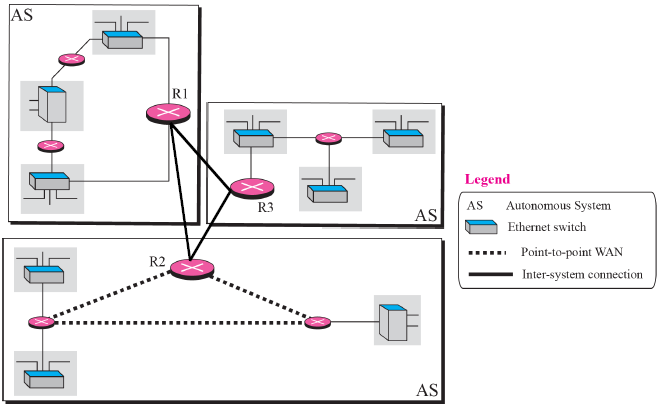 AS
R1
R3
AS
R2
AS
Legend
AS Autonomous System
Ethernet switch
Point-to-point WAN
Inter-system connection